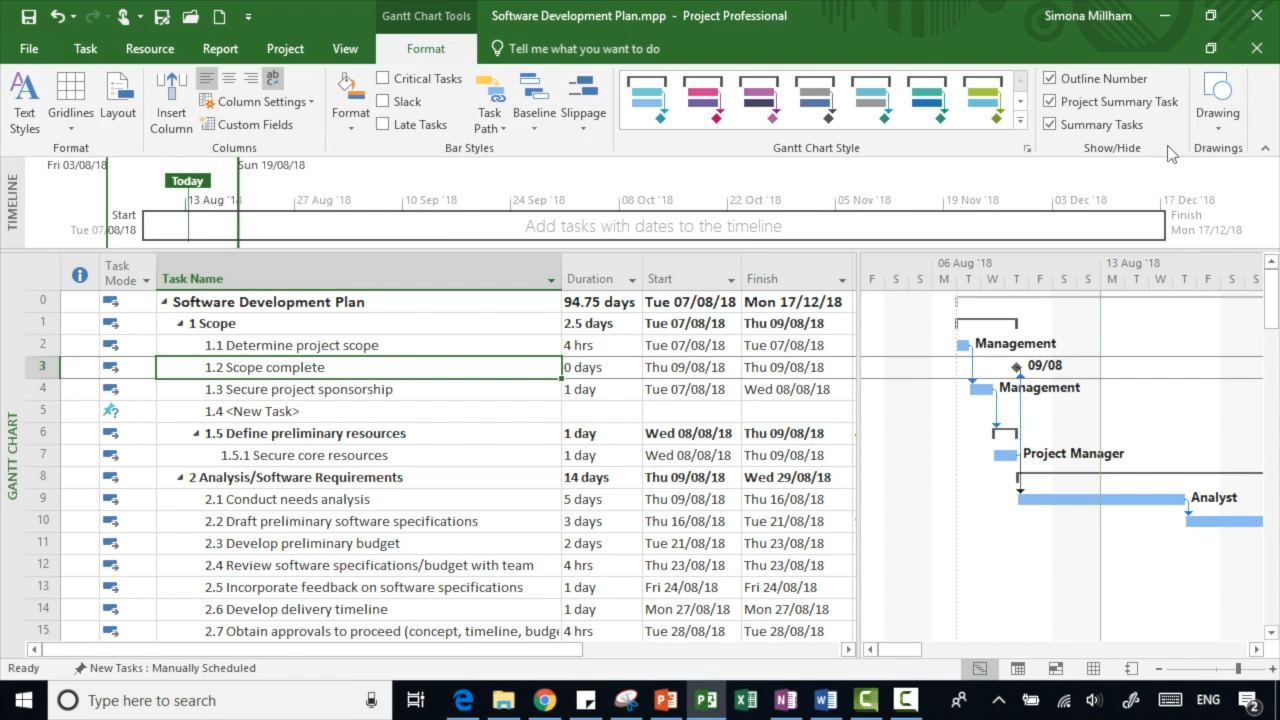 Gantt Chart Tools Software Development Plan.mpp - Project Professional Simona Millham
File Task Resource Report Project View Format Tell me what you want to do
Text Styles
Gridlines
Layout
Format
Insert Column
ab
Column Settings
Custom Fields
Columns
Format
Critical Tasks
Slack
Late Tasks
Task Path
Baseline
Slippage
Bar Styles
Gantt Chart Style
Outline Number
Project Summary Task
Summary Tasks
Show/Hide
Drawing
Drawings
TIMELINE
Fri 03/08/18 Sun 19/08/18
Today
13 Aug '18 27 Aug '18 10 Sep '18 24 Sep '18 08 Oct '18 22 Oct '18 05 Nov '18 19 Nov '18 03 Dec '18 17 Dec '18
Start
Tue 07/08/18
Add tasks with dates to the timeline
Finish
Mon 17/12/18
GANTT CHART
Task Mode Task Name Duration Start Finish
06 Aug '18 13 Aug '18
F S S M T W T F S S M T W T F S S
0 Software Development Plan 94.75 days Tue 07/08/18 Mon 17/12/18
1 1 Scope 2.5 days Tue 07/08/18 Thu 09/08/18
2 1.1 Determine project scope 4 hrs Tue 07/08/18 Tue 07/08/18 Management
3 1.2 Scope complete 0 days Thu 09/08/18 Thu 09/08/18 09/08
4 1.3 Secure project sponsorship 1 day Tue 07/08/18 Wed 08/08/18 Management
5 1.4 <New Task>
6 1.5 Define preliminary resources 1 day Wed 08/08/18 Thu 09/08/18
7 1.5.1 Secure core resources 1 day Wed 08/08/18 Thu 09/08/18 Project Manager
8 2 Analysis/Software Requirements 14 days Thu 09/08/18 Wed 29/08/18
9 2.1 Conduct needs analysis 5 days Thu 09/08/18 Thu 16/08/18 Analyst
10 2.2 Draft preliminary software specifications 3 days Thu 16/08/18 Tue 21/08/18
11 2.3 Develop preliminary budget 2 days Tue 21/08/18 Thu 23/08/18
12 2.4 Review software specifications/budget with team 4 hrs Thu 23/08/18 Thu 23/08/18
13 2.5 Incorporate feedback on software specifications 1 day Fri 24/08/18 Fri 24/08/18
14 2.6 Develop delivery timeline 1 day Mon 27/08/18 Mon 27/08/18
15 2.7 Obtain approvals to proceed (concept, timeline, budge 4 hrs Tue 28/08/18 Tue 28/08/18
Ready New Tasks : Manually Scheduled
Type here to search ENG 2